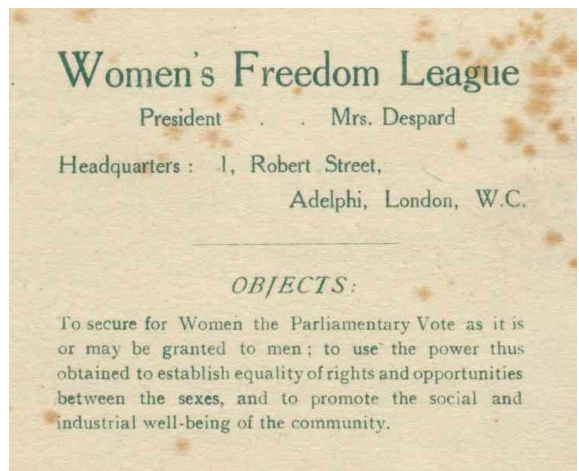 Women's Freedom League
President . . Mrs. Despard
Headquarters : 1, Robert Street,
Adelphi, London, W.C.
OBJECTS:
To secure for Women the Parliamentary Vote as it is
or may be granted to men ; to use the power thus
obtained to establish equality of rights and opportunities
between the sexes, and to promote the social and
industrial well-being of the community.